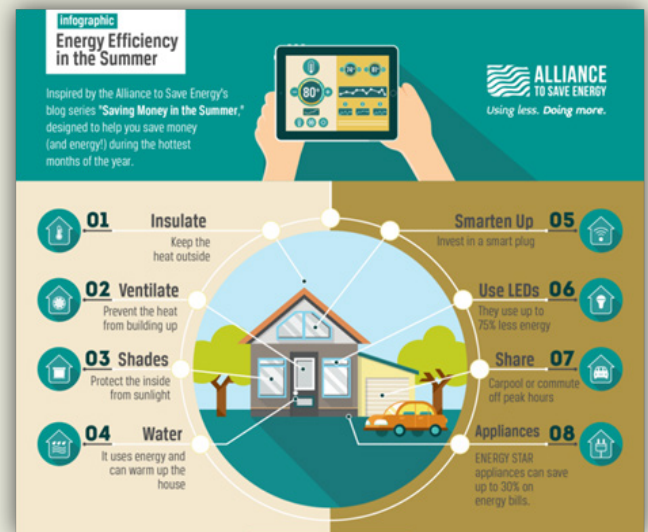 infographic
Energy Efficiency
in the Summer
Inspired by the Alliance to Save Energy's
blog series "Saving Money in the Summer,"
designed to help you save money
(and energy!) during the hottest
months of the year.
80°
ALLIANCE
TO SAVE ENERGY
Using less. Doing more.
01 Insulate
Keep the
heat outside
02 Ventilate
Prevent the heat
from building up
03 Shades
Protect the inside
from sunlight
04 Water
It uses energy and
can warm up the
house
Smarten Up 05
Invest in a smart plug
Use LEDs 06
They use up to
75% less energy
Share 07
Carpool or commute
off peak hours
Appliances 08
ENERGY STAR
appliances can save
up to 30% on
energy bills.